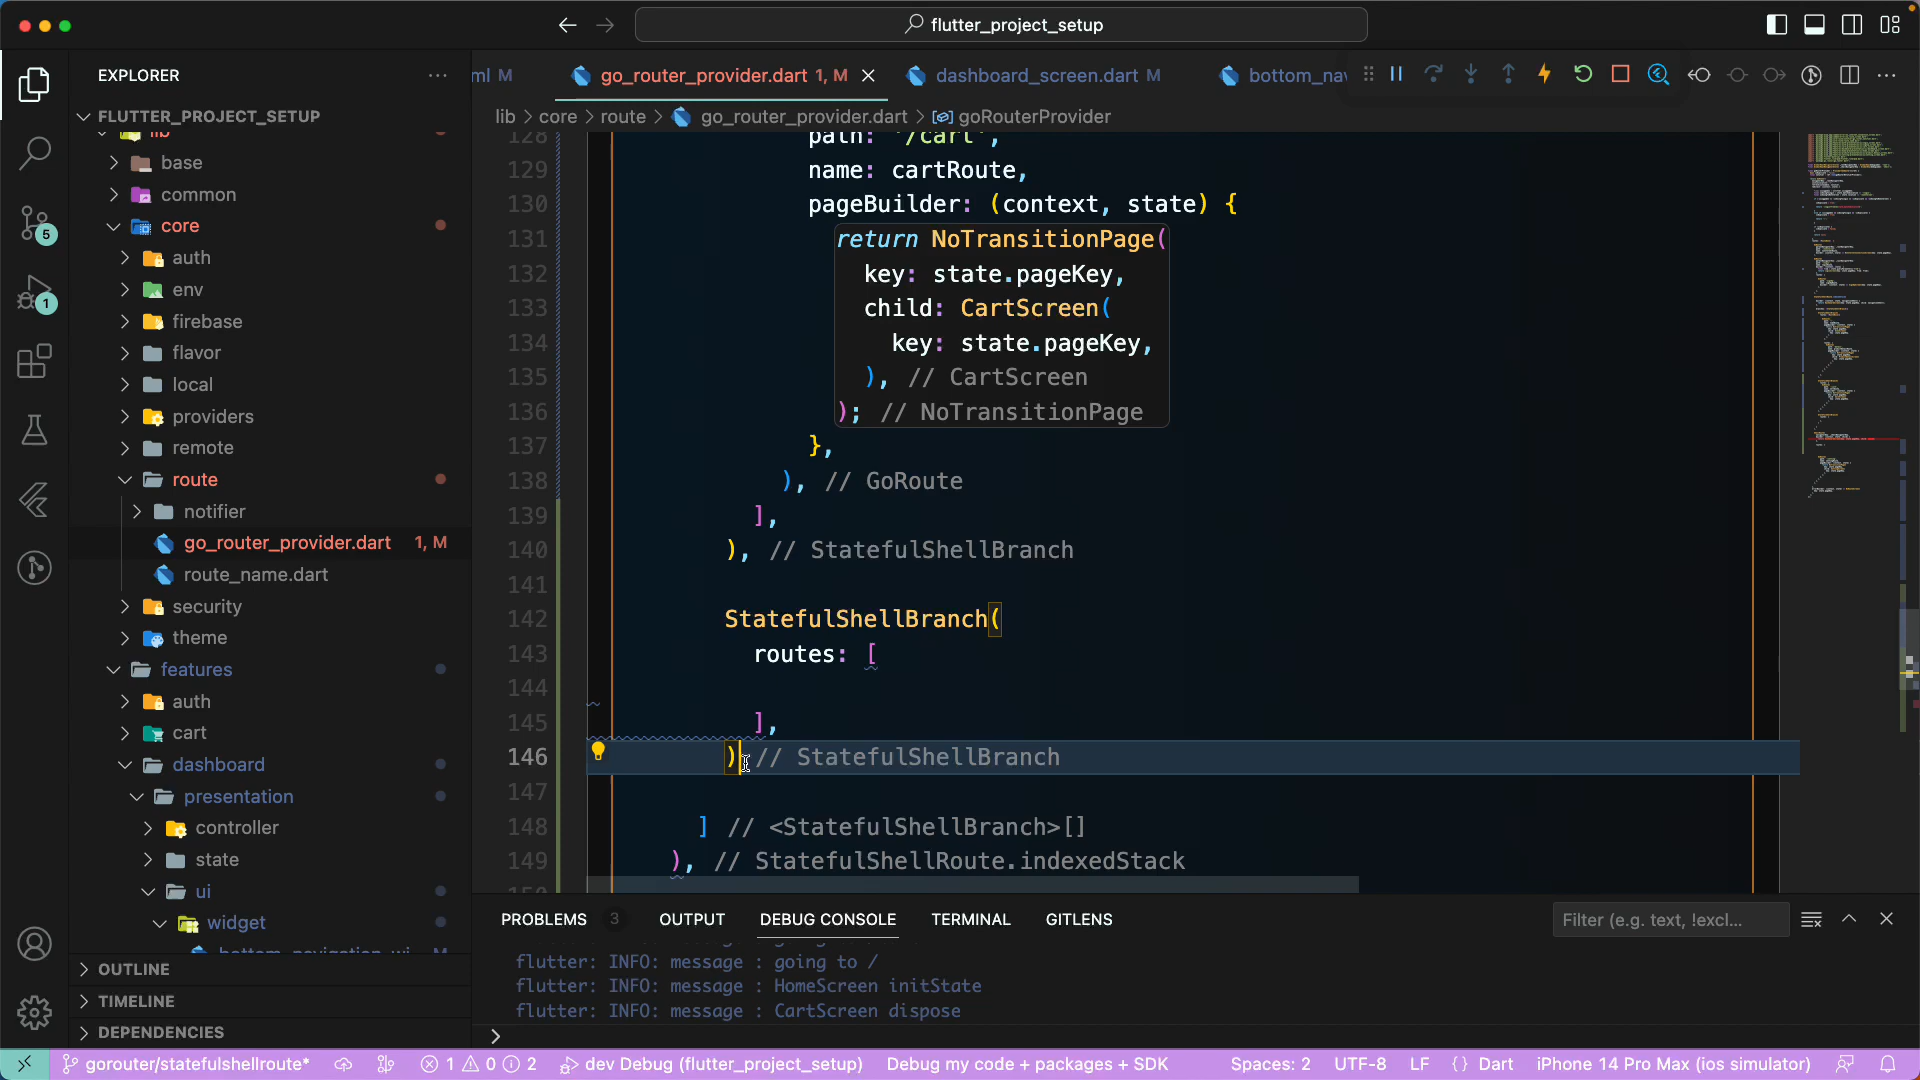 flutter_project_setup
EXPLORER
FLUTTER_PROJECT_SETUP
lib
base
common
core
auth
env
firebase
flavor
local
providers
remote
route
notifier
go_router_provider.dart 1, M
route_name.dart
security
theme
features
auth
cart
dashboard
presentation
controller
state
ui
widget
OUTLINE
TIMELINE
DEPENDENCIES
5
1
ml M
go_router_provider.dart 1, M
dashboard_screen.dart M
bottom_nav
lib > core > route > go_router_provider.dart > goRouterProvider
128 path: '/cart',
129 name: cartRoute,
130 pageBuilder: (context, state) {
131 return NoTransitionPage(
132 key: state.pageKey,
133 child: CartScreen(
134 key: state.pageKey,
135 ), // CartScreen
136 ); // NoTransitionPage
137 },
138 ), // GoRoute
139 ],
140 ), // StatefulShellBranch
141
142 StatefulShellBranch(
143 routes: [
144
145 ],
146 ) // StatefulShellBranch
147
148 ] // <StatefulShellBranch>[]
149 ), // StatefulShellRoute.indexedStack
PROBLEMS 3 OUTPUT DEBUG CONSOLE TERMINAL GITLENS
Filter (e.g. text, !excl...
flutter: INFO: message : going to /
flutter: INFO: message : HomeScreen initState
flutter: INFO: message : CartScreen dispose
gorouter/statefulshellroute* 1 0 2 dev Debug (flutter_project_setup) Debug my code + packages + SDK Spaces: 2 UTF-8 LF {} Dart iPhone 14 Pro Max (ios simulator)